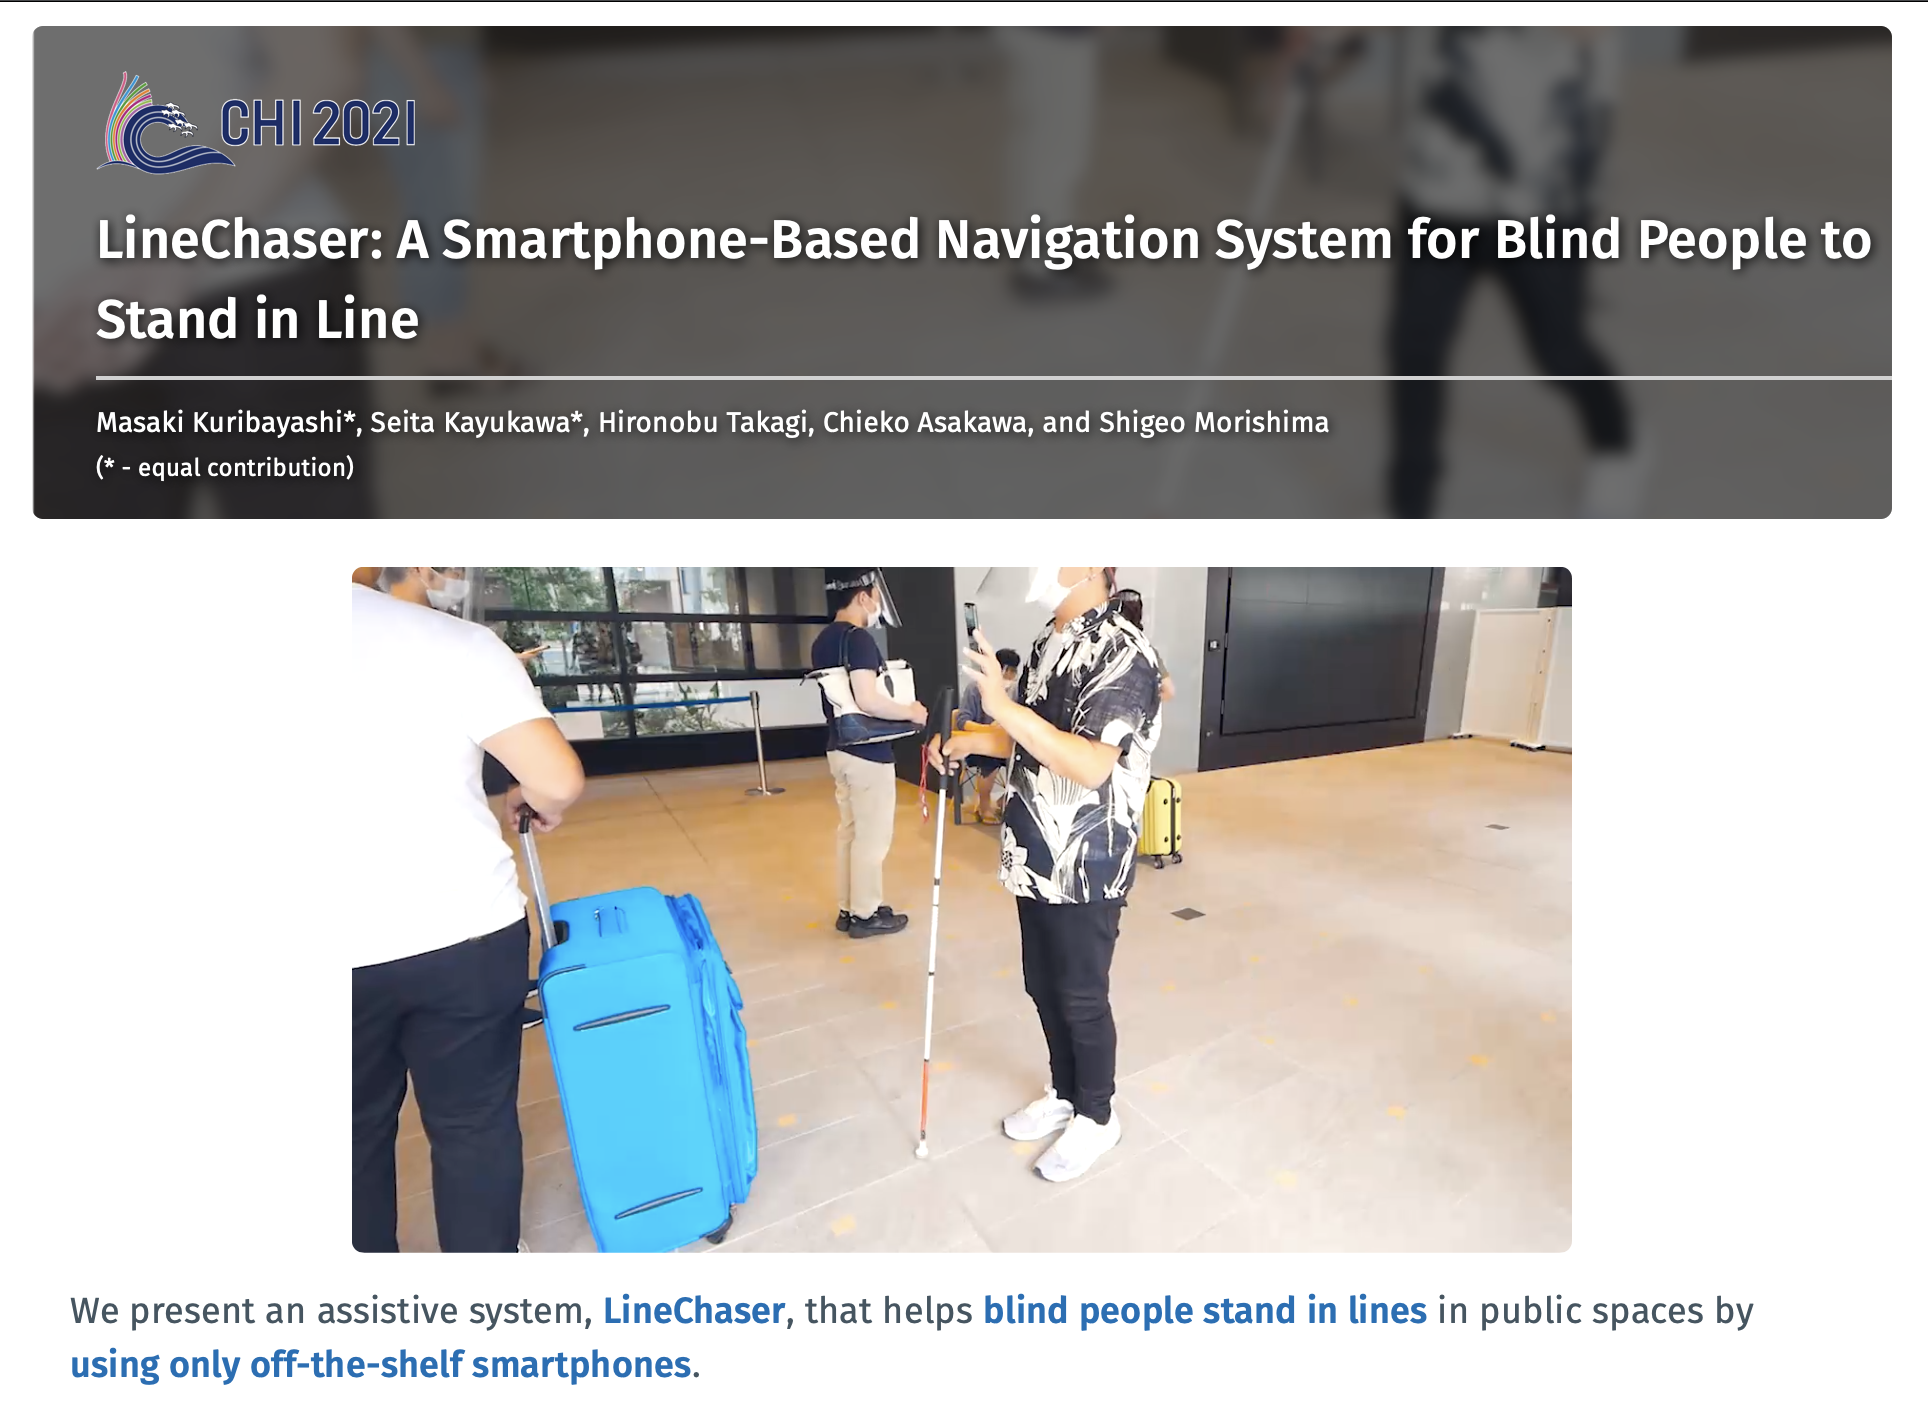 CHI 2021
LineChaser: A Smartphone-Based Navigation System for Blind People to
Stand in Line
Masaki Kuribayashi*, Seita Kayukawa*, Hironobu Takagi, Chieko Asakawa, and Shigeo Morishima
(* - equal contribution)
We present an assistive system, LineChaser, that helps blind people stand in lines in public spaces by
using only off-the-shelf smartphones.